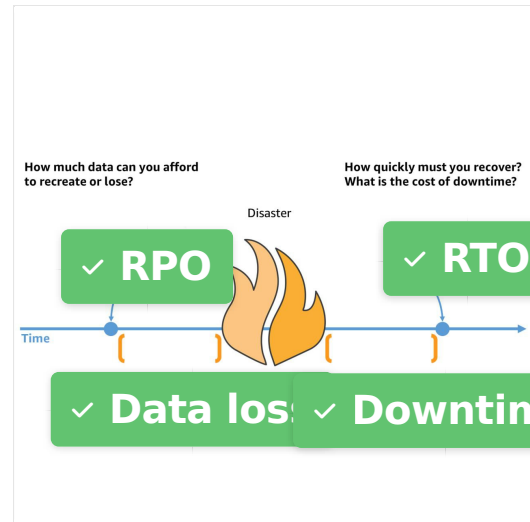 How much data can you afford
to recreate or lose?
How quickly must you recover?
What is the cost of downtime?
Disaster
RPO
RTO
Time
Data los
Downtin